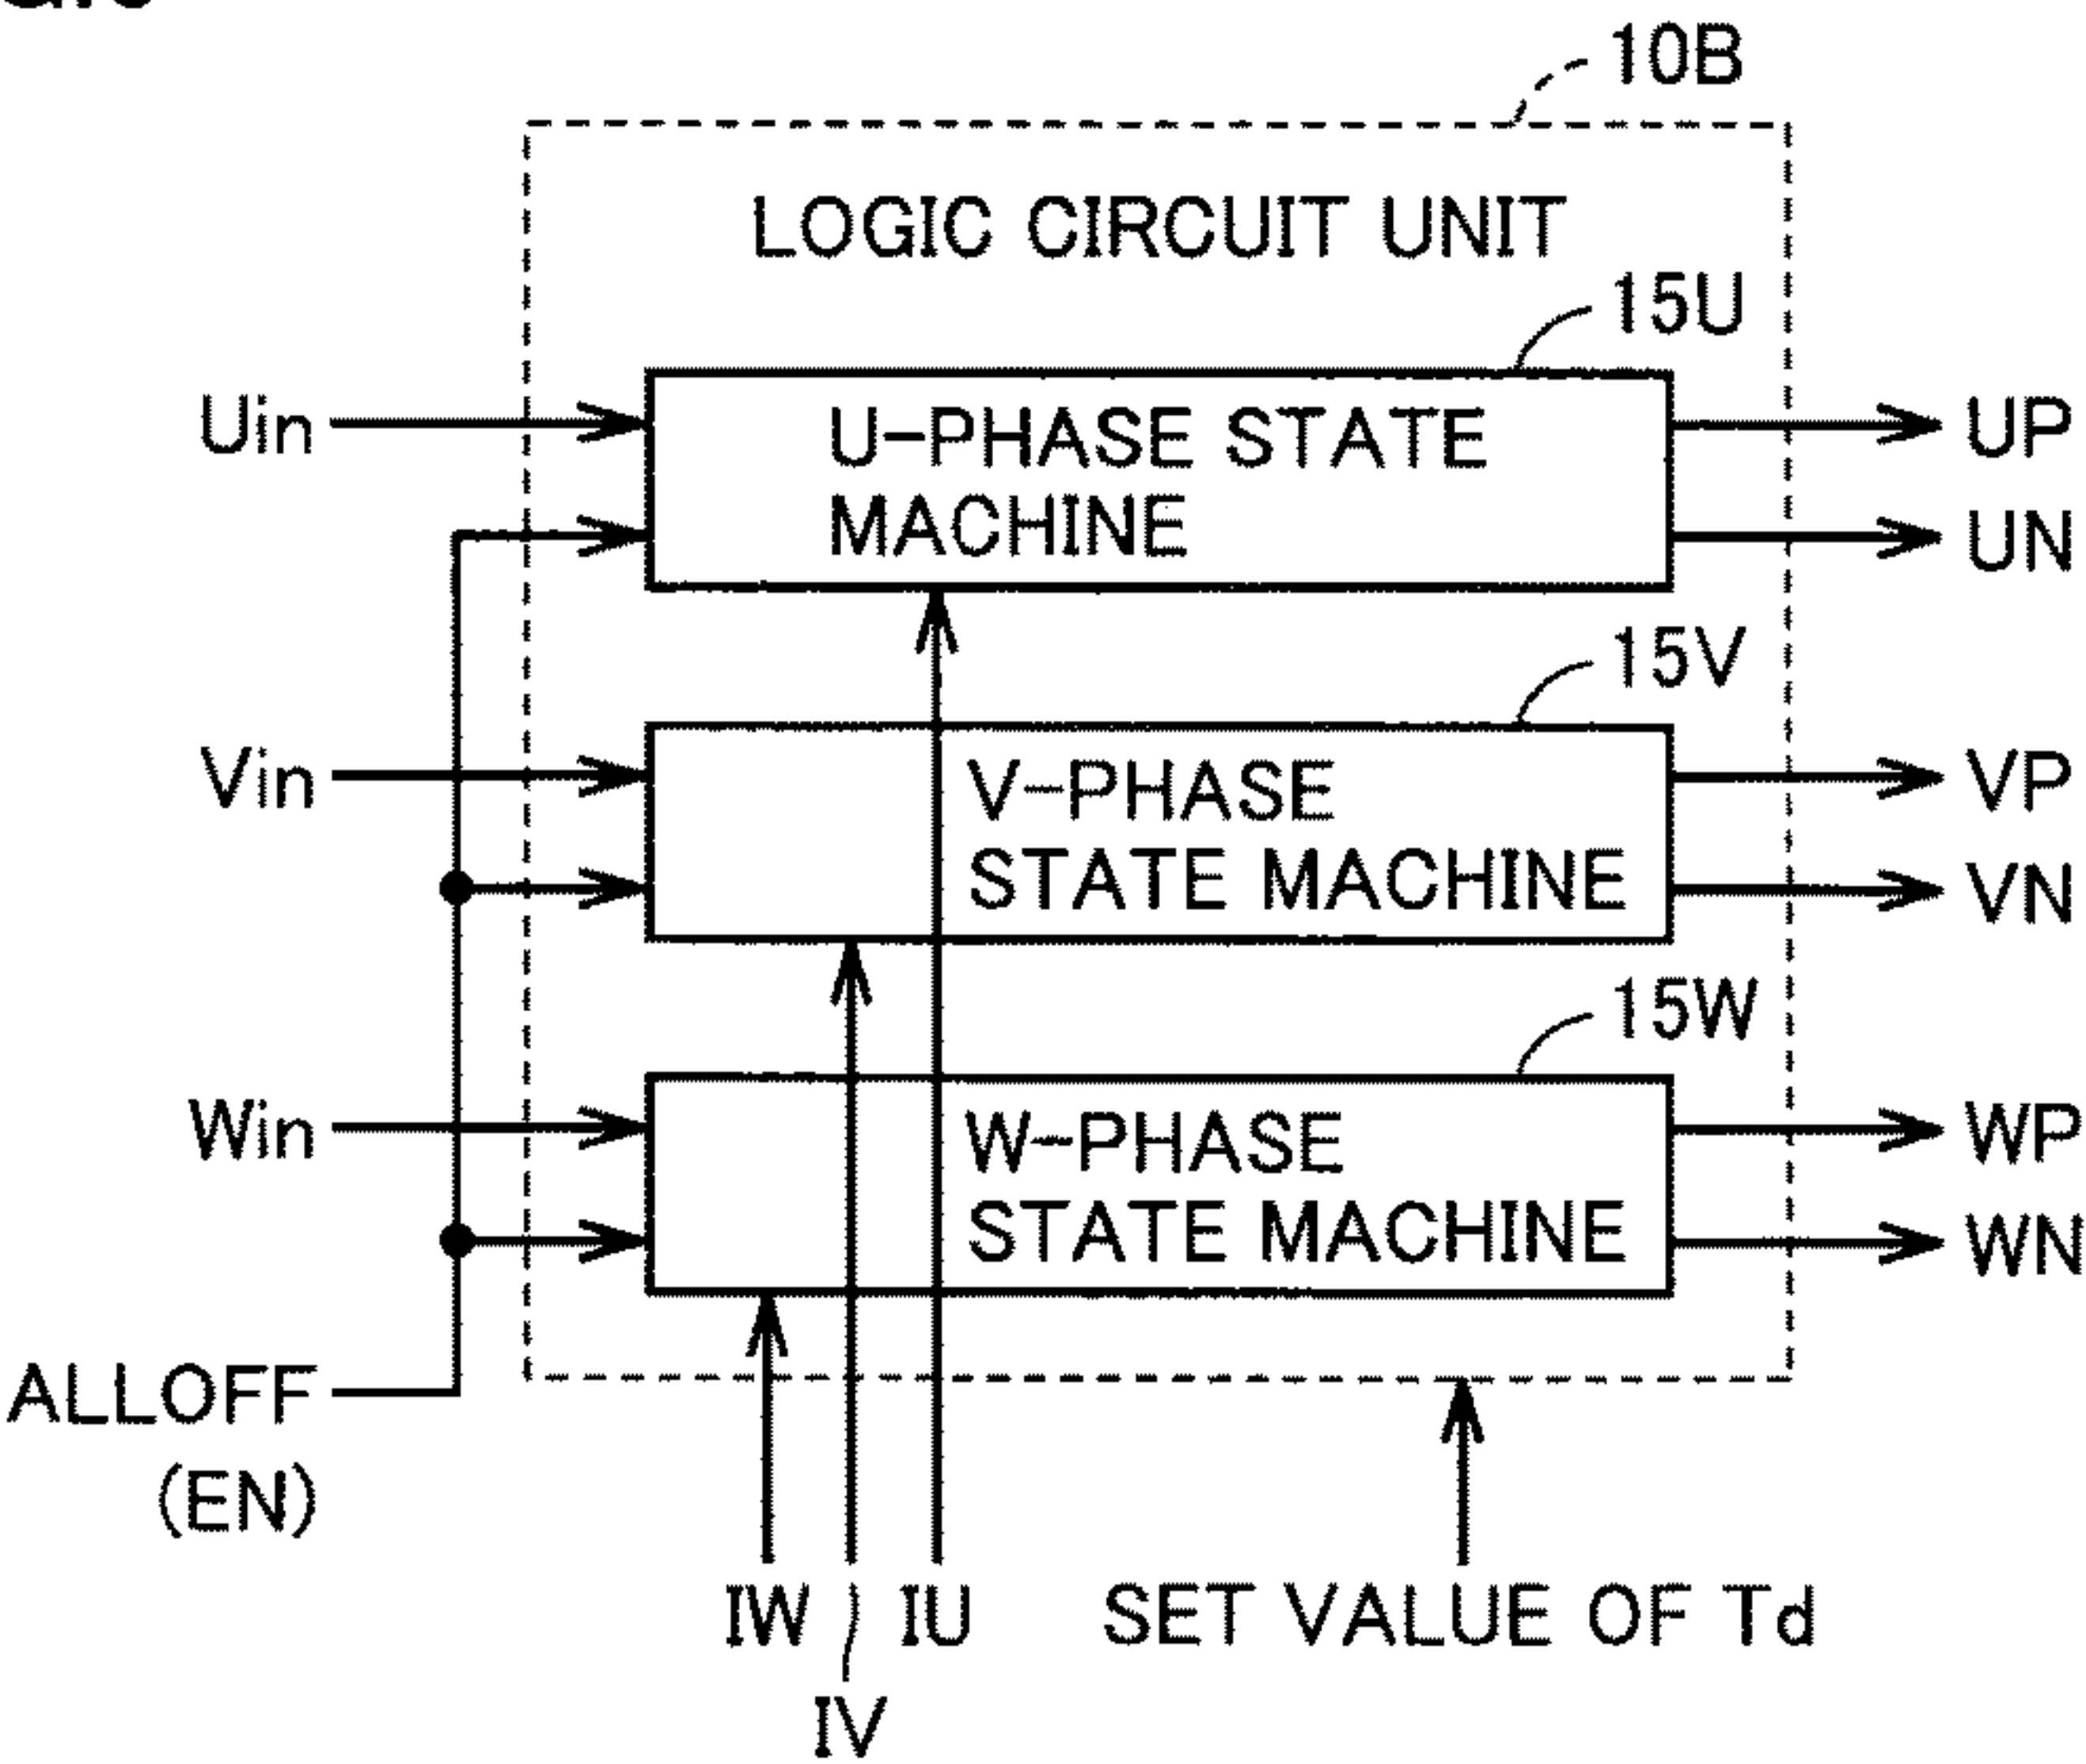 10B
LOGIC CIRCUIT UNIT
15U
Uin
U-PHASE STATE
MACHINE
UP
UN
15V
Vin
V-PHASE
STATE MACHINE
VP
VN
15W
Win
W-PHASE
STATE MACHINE
WP
WN
ALLOFF
(EN)
IW
IU
SET VALUE OF Td
IV